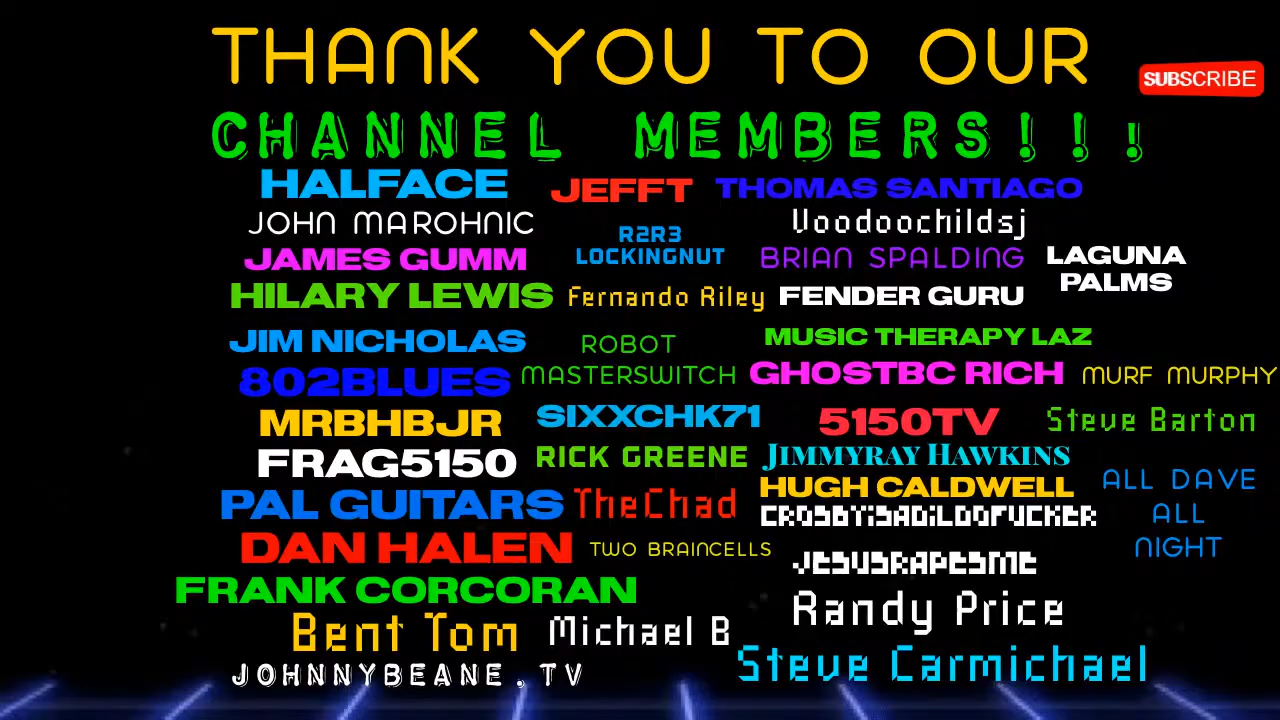 THANK YOU TO OUR
SUBSCRIBE
CHANNEL MEMBERS!!!
HALFACE
JEFFT
THOMAS SANTIAGO
JOHN MAROHNIC
R2R3
LOCKINGNUT
Voodoochildsj
JAMES GUMM
BRIAN SPALDING
LAGUNA
PALMS
HILARY LEWIS
Fernando Riley
FENDER GURU
JIM NICHOLAS
ROBOT
MASTERSWITCH
MUSIC THERAPY LAZ
802BLUES
GHOSTBC RICH
MURF MURPHY
MRBHBJR
SIXXCHK71
5150TV
Steve Barton
FRAG5150
RICK GREENE
JIMMYRAY HAWKINS
PAL GUITARS
TheChad
HUGH CALDWELL
ALL DAVE
ALL
NIGHT
CROSBYISADILDOFUCKER
DAN HALEN
TWO BRAINCELLS
JESUSRAPESME
FRANK CORCORAN
Randy Price
Bent Tom
Michael B
Steve Carmichael
JOHNNYBEANE.TV